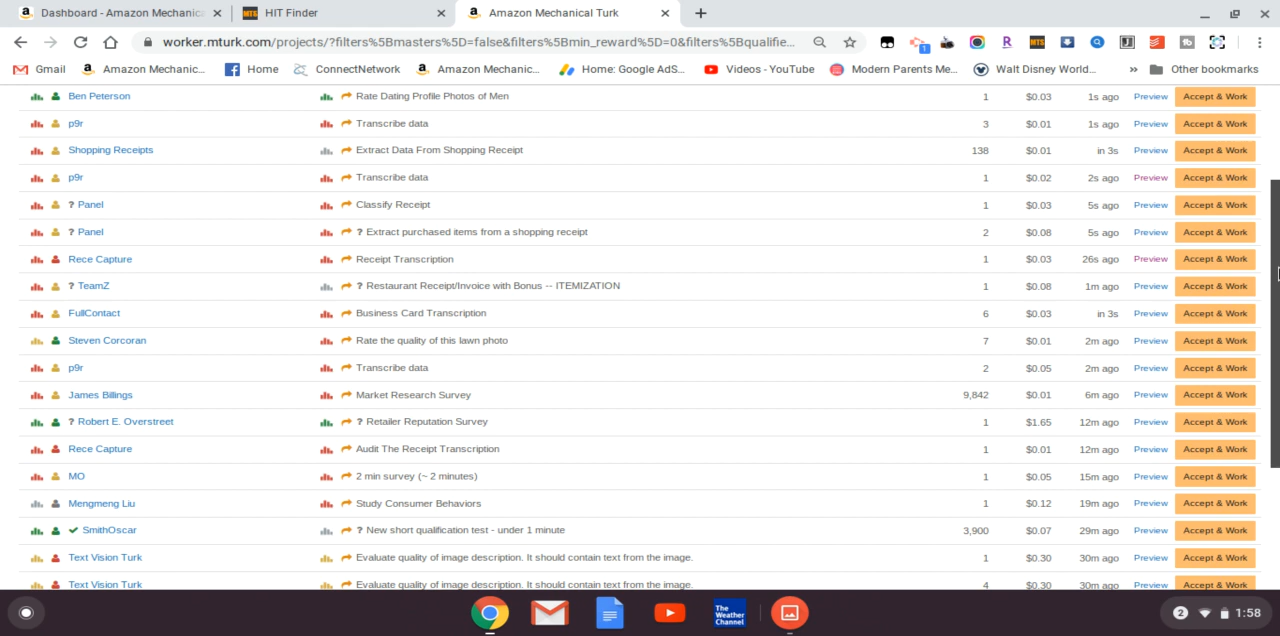 Dashboard - Amazon Mechanica
HIT Finder
Amazon Mechanical Turk
worker.mturk.com/projects/?filters%5Bmasters%5D=false&filters%5Bmin_reward%5D=0&filters%5Bqualifie...
Gmail Amazon Mechanic... Home ConnectNetwork Amazon Mechanic... Home: Google AdS... Videos - YouTube Modern Parents Me... Walt Disney World... » Other bookmarks
Ben Peterson Rate Dating Profile Photos of Men 1 $0.03 1s ago Preview Accept & Work
p9r Transcribe data 3 $0.01 1s ago Preview Accept & Work
Shopping Receipts Extract Data From Shopping Receipt 138 $0.01 in 3s Preview Accept & Work
p9r Transcribe data 1 $0.02 2s ago Preview Accept & Work
? Panel Classify Receipt 1 $0.03 5s ago Preview Accept & Work
? Panel ? Extract purchased items from a shopping receipt 2 $0.08 5s ago Preview Accept & Work
Rece Capture Receipt Transcription 1 $0.03 26s ago Preview Accept & Work
? TeamZ ? Restaurant Receipt/Invoice with Bonus -- ITEMIZATION 1 $0.08 1m ago Preview Accept & Work
FullContact Business Card Transcription 6 $0.03 in 3s Preview Accept & Work
Steven Corcoran Rate the quality of this lawn photo 7 $0.01 2m ago Preview Accept & Work
p9r Transcribe data 2 $0.05 2m ago Preview Accept & Work
James Billings Market Research Survey 9,842 $0.01 6m ago Preview Accept & Work
? Robert E. Overstreet ? Retailer Reputation Survey 1 $1.65 12m ago Preview Accept & Work
Rece Capture Audit The Receipt Transcription 1 $0.01 12m ago Preview Accept & Work
MO 2 min survey (~ 2 minutes) 1 $0.05 15m ago Preview Accept & Work
Mengmeng Liu Study Consumer Behaviors 1 $0.12 19m ago Preview Accept & Work
SmithOscar ? New short qualification test - under 1 minute 3,900 $0.07 29m ago Preview Accept & Work
Text Vision Turk Evaluate quality of image description. It should contain text from the image. 1 $0.30 30m ago Preview Accept & Work
Text Vision Turk Evaluate quality of image description. It should contain text from the image. 4 $0.30 30m ago Preview Accept & Work
The Weather Channel
2 1:58